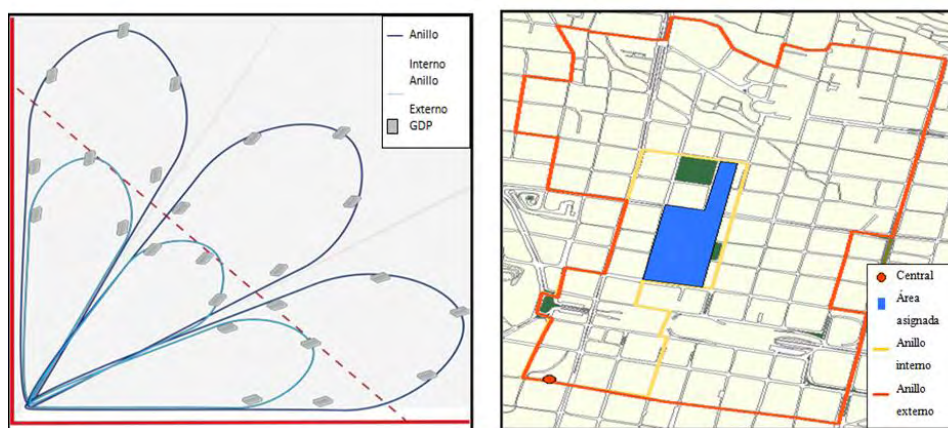 Anillo
Interno
Anillo
Externo
GDP
Central
Área
asignada
Anillo
interno
Anillo
externo